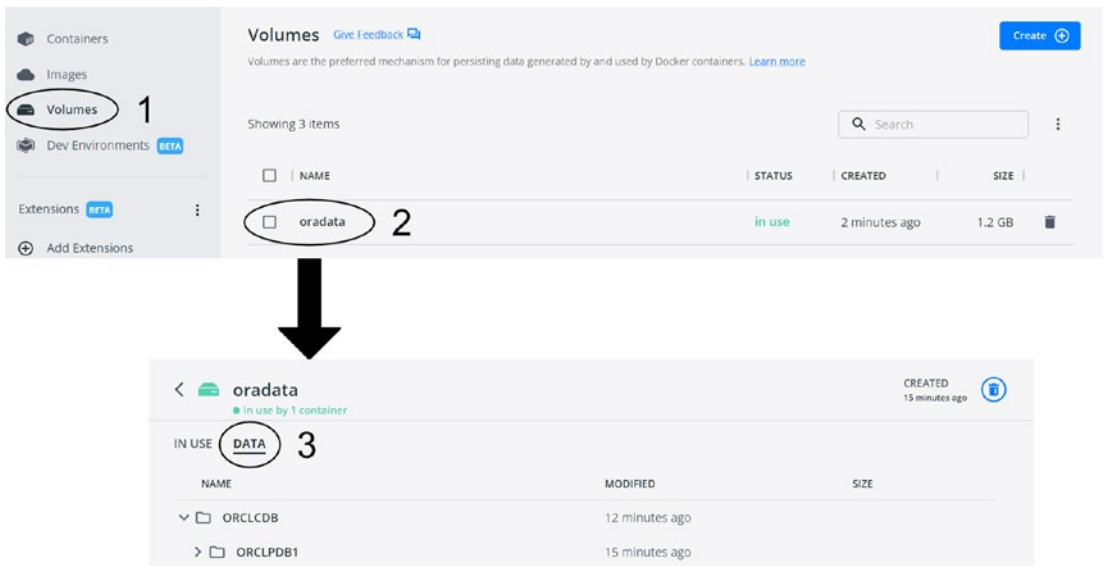 Containers
Images
Volumes 1
Dev Environments BETA
Extensions BETA
Add Extensions
Volumes Give Feedback
Create
Volumes are the preferred mechanism for persisting data generated by and used by Docker containers. Learn more
Showing 3 items
Search
NAME STATUS CREATED SIZE
oradata 2 in use 2 minutes ago 1.2 GB
oradata
in use by 1 container
CREATED
15 minutes ago
IN USE DATA 3
NAME MODIFIED SIZE
ORCLCDB 12 minutes ago
ORCLPDB1 15 minutes ago